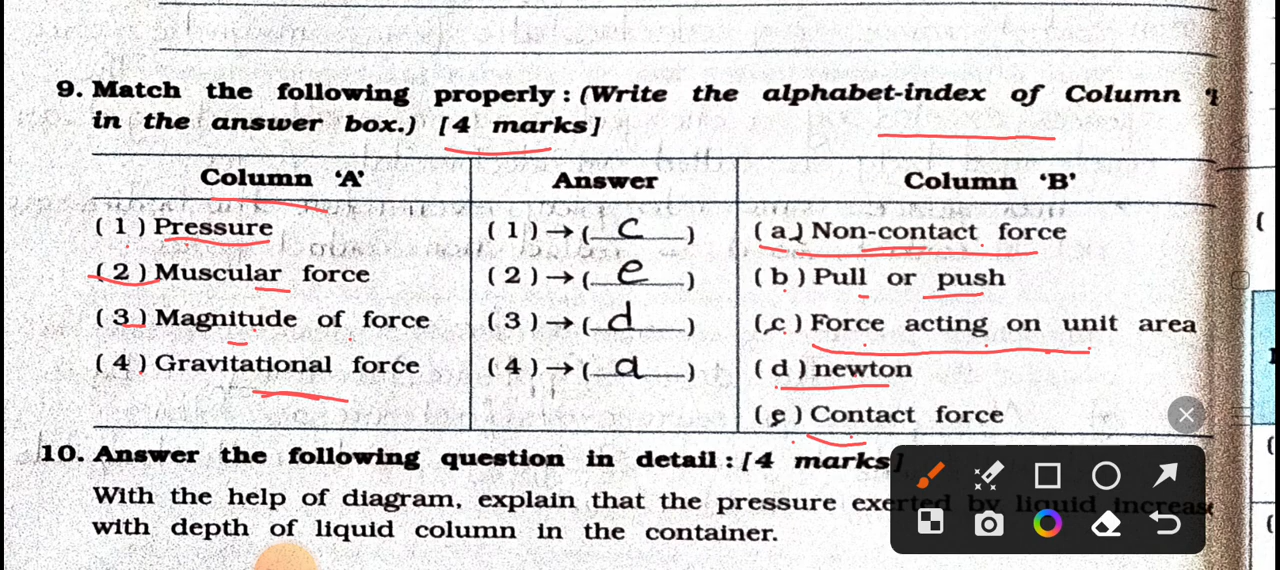 9. Match the following properly : (Write the alphabet-index of Column
in the answer box.) [4 marks]
Column 'A' Answer Column 'B'
(1) Pressure (1)→(c) (a) Non-contact force
(2) Muscular force (2)→(e) (b) Pull or push
(3) Magnitude of force (3)→(d) (c) Force acting on unit area
(4) Gravitational force (4)→(a) (d) newton
(e) Contact force
10. Answer the following question in detail : [4 marks]
With the help of diagram, explain that the pressure exerted by liquid
with depth of liquid column in the container.